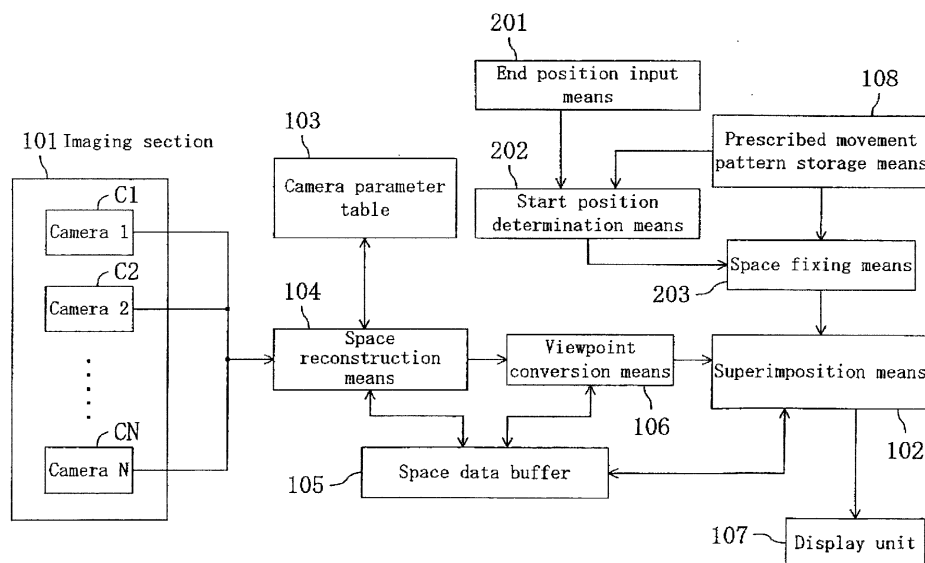 201
End position input
means
108
Prescribed movement
pattern storage means
103
Camera parameter
table
202
Start position
determination means
101 Imaging section
C1
Camera 1
C2
Camera 2
CN
Camera N
Space fixing means
203
104
Space
reconstruction
means
Viewpoint
conversion means
106
Superimposition means
102
105
Space data buffer
107
Display unit